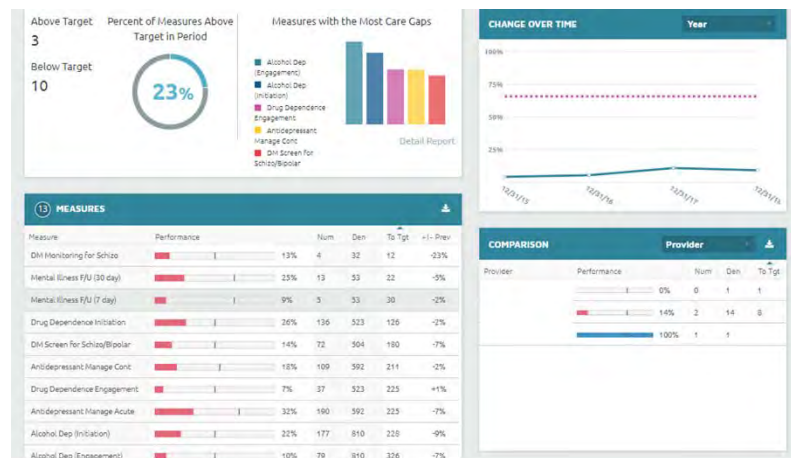 Above Target
3
Below Target
10
Percent of Measures Above
Target in Period
23%
Measures with the Most Care Gaps
Alcohol Dep
(Engagement)
Alcohol Dep
(Initiation)
Drug Dependence
Engagement
Antidepressant
Manage Cont
DM Screen for
Schizo/Bipolar
Detail Report
CHANGE OVER TIME Year
100%
75%
50%
25%
12/31/15 12/31/16 12/31/17
13 MEASURES
Measure Performance Num Den To Tgt +/- Prev
DM Monitoring for Schizo 13% 4 32 12 -23%
Mental Illness F/U (30 day) 25% 13 53 22 -5%
Mental Illness F/U (7 day) 9% 5 53 30 -2%
Drug Dependence Initiation 26% 136 523 126 -2%
DM Screen for Schizo/Bipolar 14% 72 504 180 -7%
Antidepressant Manage Cont 18% 109 592 211 -2%
Drug Dependence Engagement 7% 37 523 225 +1%
Antidepressant Manage Acute 32% 190 592 225 -7%
Alcohol Dep (Initiation) 22% 177 810 228 -9%
Alcohol Dep (Engagement) 10% 79 810 326 -7%
COMPARISON Provider
Provider Performance Num Den To Tgt
0% 0 1 1
14% 2 14 8
100% 1 1